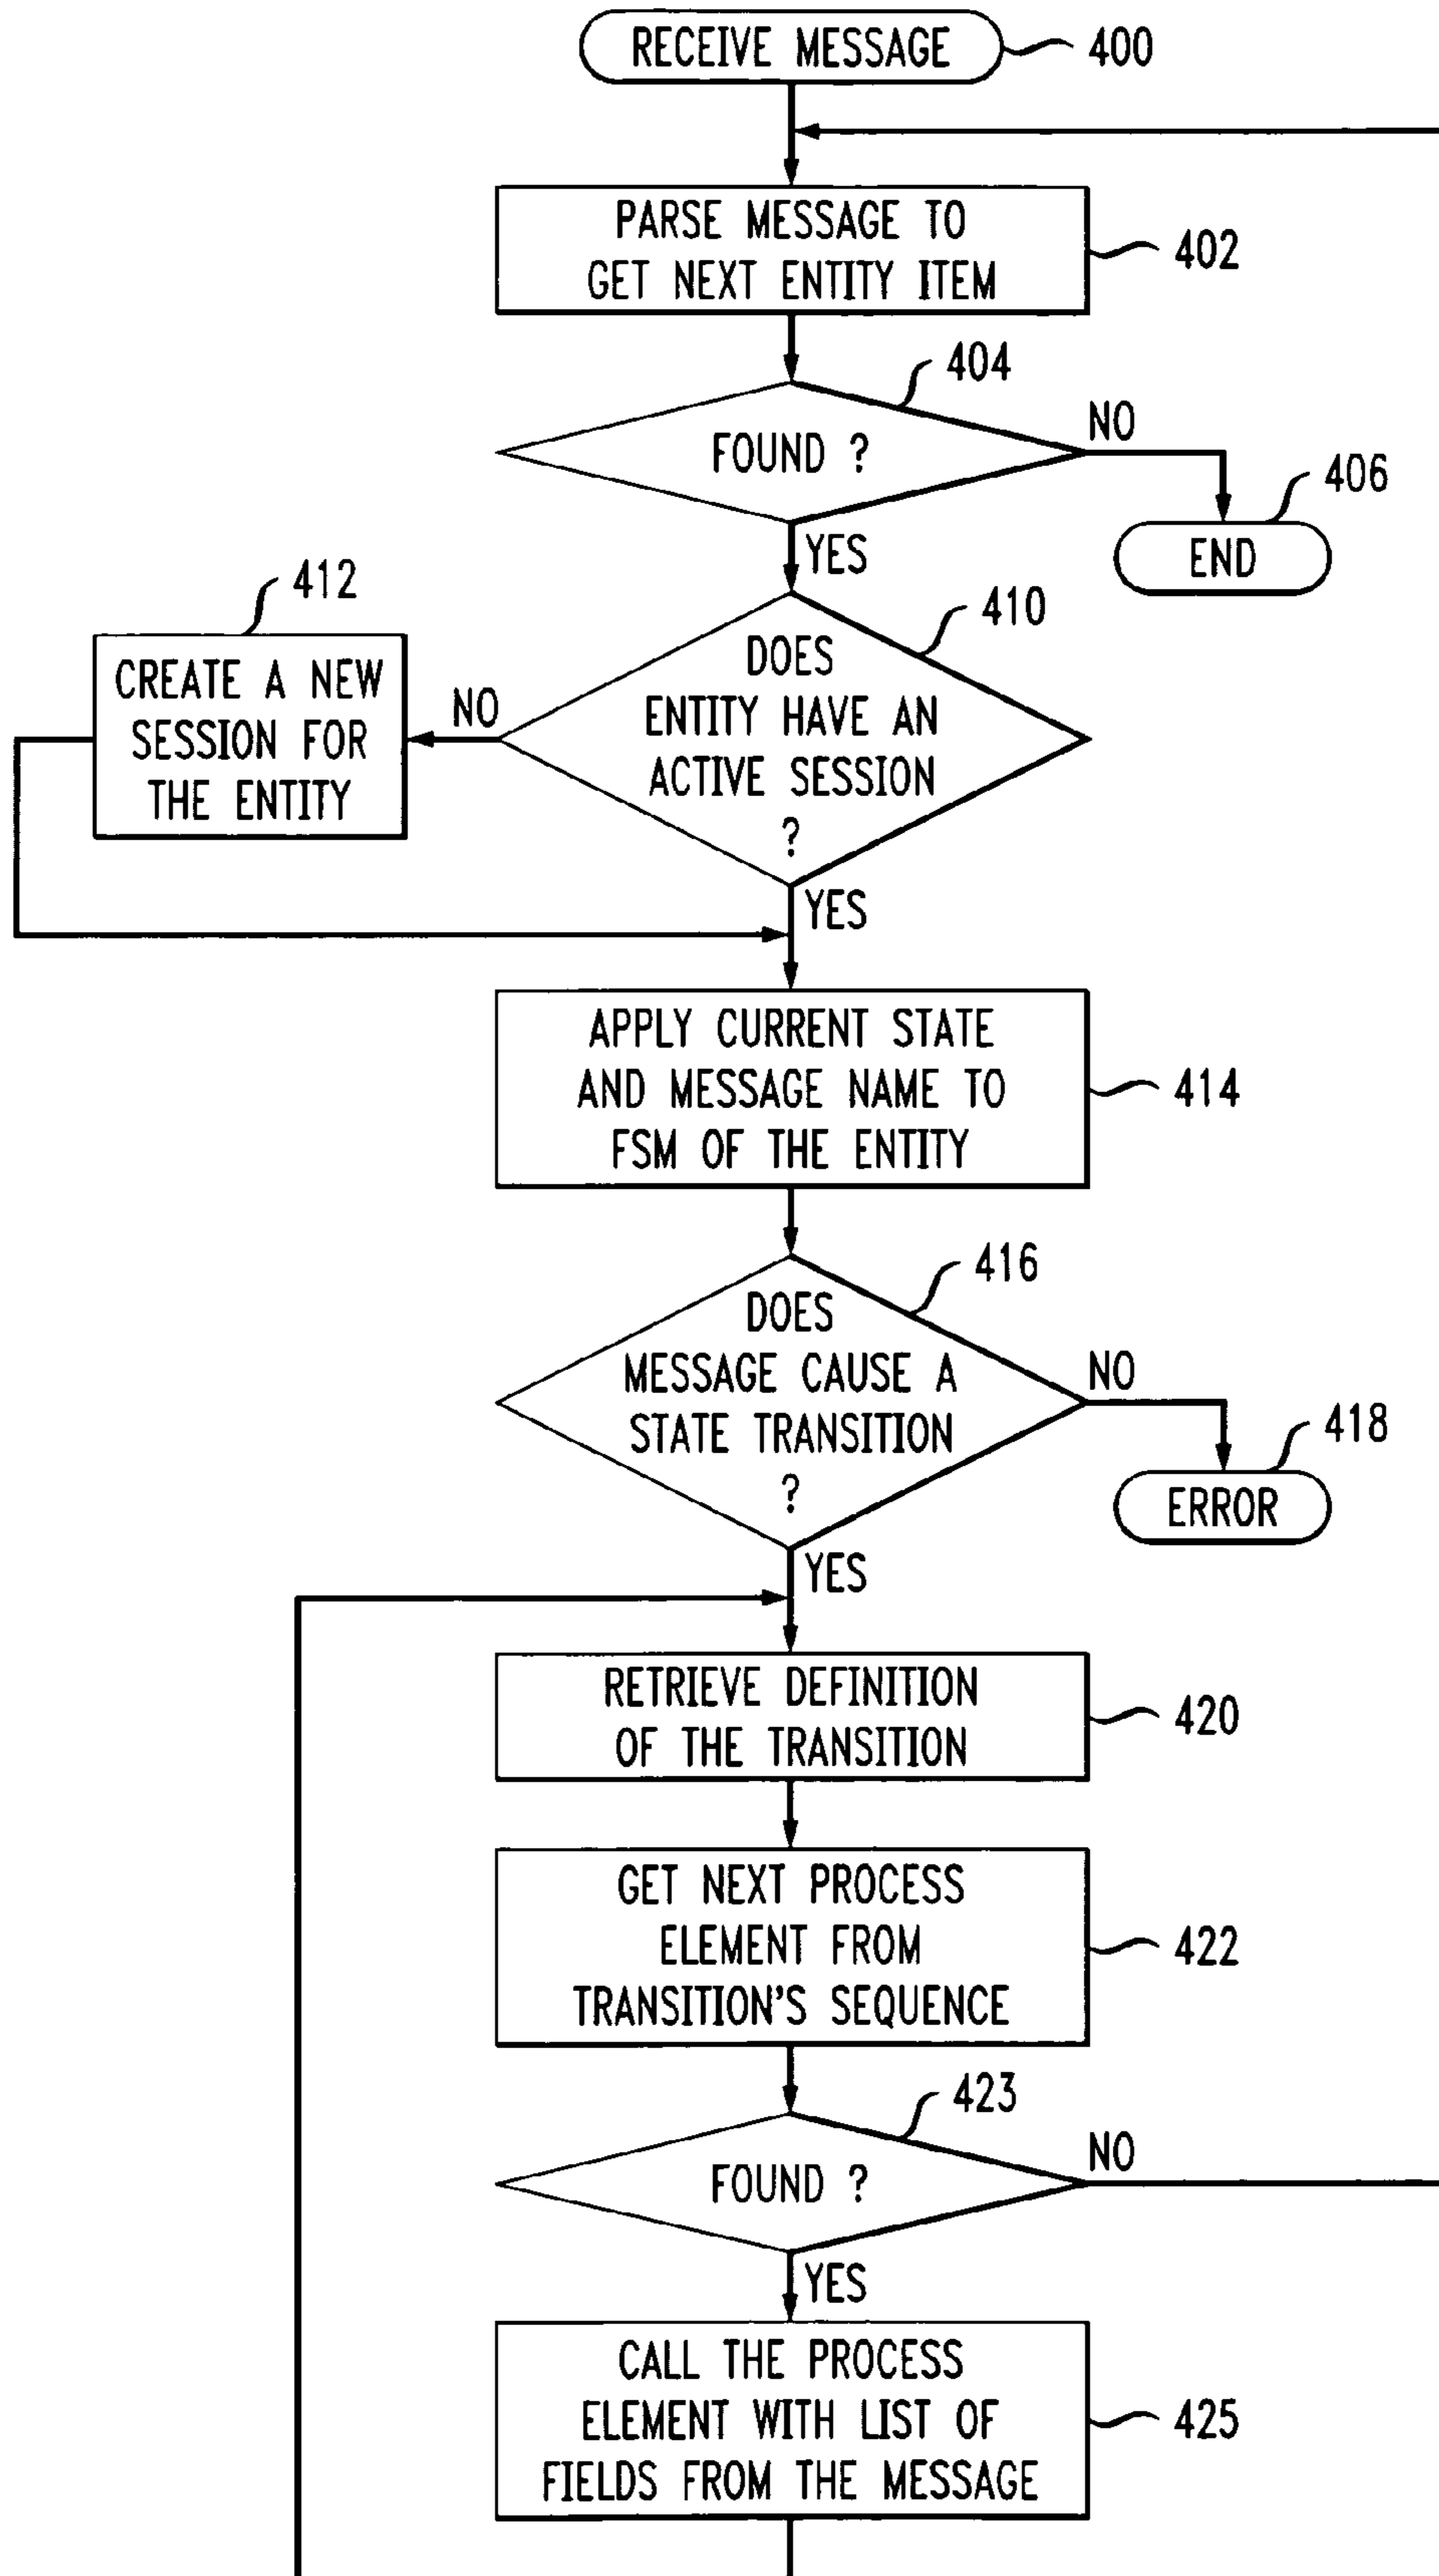 RECEIVE MESSAGE
400
PARSE MESSAGE TO
GET NEXT ENTITY ITEM
402
404
FOUND ?
NO
406
END
YES
412
410
CREATE A NEW
SESSION FOR
THE ENTITY
NO
DOES
ENTITY HAVE AN
ACTIVE SESSION
?
YES
APPLY CURRENT STATE
AND MESSAGE NAME TO
FSM OF THE ENTITY
414
416
DOES
MESSAGE CAUSE A
STATE TRANSITION
?
NO
418
ERROR
YES
RETRIEVE DEFINITION
OF THE TRANSITION
420
GET NEXT PROCESS
ELEMENT FROM
TRANSITION'S SEQUENCE
422
423
FOUND ?
NO
YES
CALL THE PROCESS
ELEMENT WITH LIST OF
FIELDS FROM THE MESSAGE
425